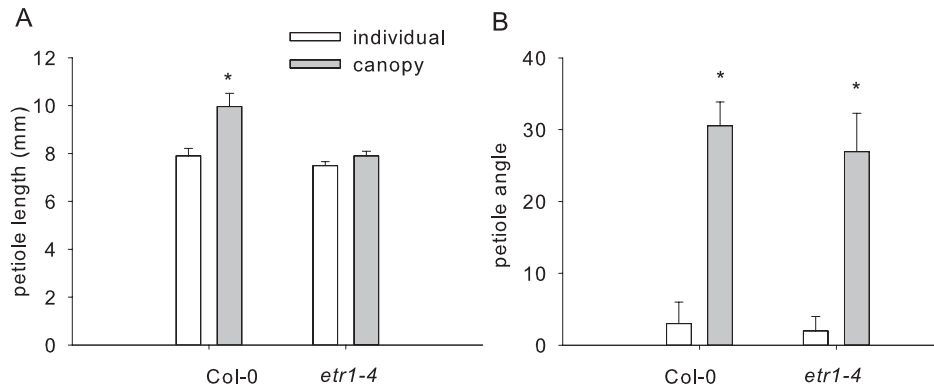 A
individual
canopy
petiole length (mm)
12
10
8
6
4
2
0
*
Col-0
etr1-4
B
petiole angle
40
30
20
10
0
*
*
Col-0
etr1-4